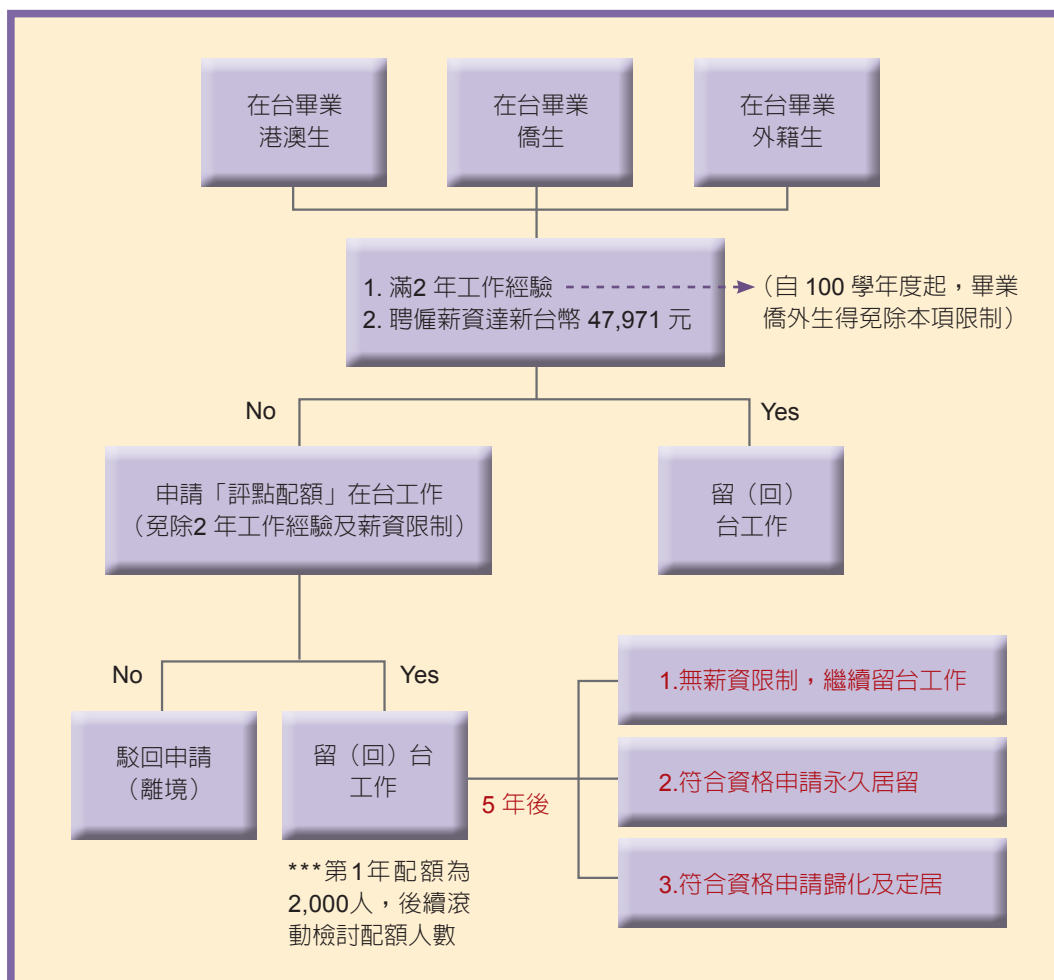 在台畢業
港澳生
在台畢業
僑生
在台畢業
外籍生
1. 滿2 年工作經驗
2. 聘僱薪資達新台幣 47,971 元
（自 100 學年度起，畢業
僑外生得免除本項限制）
No
Yes
申請「評點配額」在台工作
（免除2 年工作經驗及薪資限制）
留（回）
台工作
No
Yes
駁回申請
（離境）
留（回）台
工作
5 年後
1.無薪資限制，繼續留台工作
2.符合資格申請永久居留
3.符合資格申請歸化及定居
***第1年配額為
2,000人，後續滾
動檢討配額人數